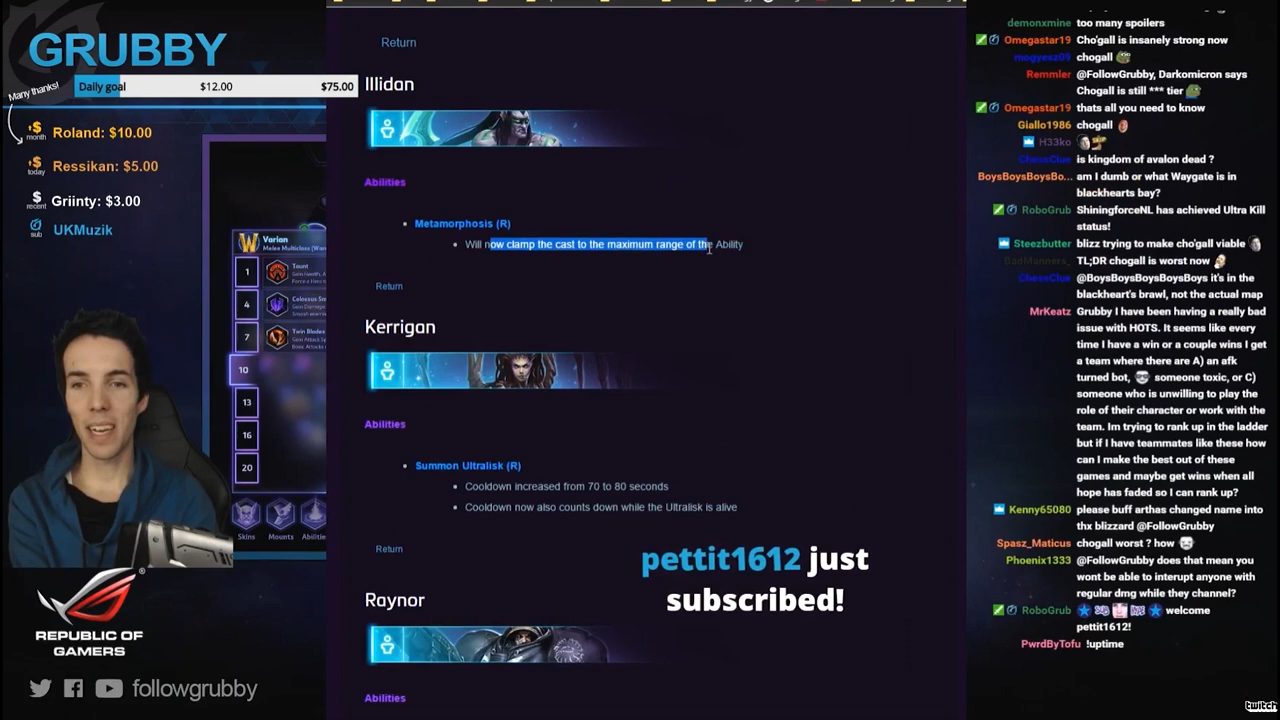 GRUBBY
Many thanks!
Daily goal
$12.00
$75.00
$
month
Roland: $10.00
$
today
Ressikan: $5.00
$
recent
Griinty: $3.00
sub
UKMuzik
Varian
1
Taunt
4
7
Twin Blades
10
13
16
20
Skins
Mounts
Abilitie
REPUBLIC OF
GAMERS
followgrubby
Return
Illidan
Abilities
Metamorphosis (R)
Will now clamp the cast to the maximum range of the Ability
Return
Kerrigan
Abilities
Summon Ultralisk (R)
Cooldown increased from 70 to 80 seconds
Cooldown now also counts down while the Ultralisk is alive
Return
pettit1612 just
subscribed!
Raynor
Abilities
demonxmine too many spoilers
Omegastar19 Cho'gall is insanely strong now
chogall
Remmler @FollowGrubby, Darkomicron says
Chogall is still *** tier
Omegastar19 thats all you need to know
Giallo1986 chogall
H33ko
ChessClue is kingdom of avalon dead ?
BoysBoysBoysBo... am I dumb or what Waygate is in
blackhearts bay?
RoboGrub ShiningforceNL has achieved Ultra Kill
status!
Steezbutter blizz trying to make cho'gall viable
BadManners_ TL;DR chogall is worst now
ChessClue @BoysBoysBoysBoys it's in the
blackheart's brawl, not the actual map
MrKeatz Grubby I have been having a really bad
issue with HOTS. It seems like every
time I have a win or a couple wins I get
a team where there are A) an afk
turned bot, someone toxic, or C)
someone who is unwilling to play the
role of their character or work with the
team. Im trying to rank up in the ladder
but if I have teammates like these how
can I make the best out of these
games and maybe get wins when all
hope has faded so I can rank up?
Kenny65080 please buff arthas changed name into
thx blizzard @FollowGrubby
Spasz_Maticus chogall worst ? how
Phoenix1333 @FollowGrubby does that mean you
wont be able to interupt anyone with
regular dmg while they channel?
RoboGrub welcome
pettit1612!
PwrdByTofu !uptime
twitch